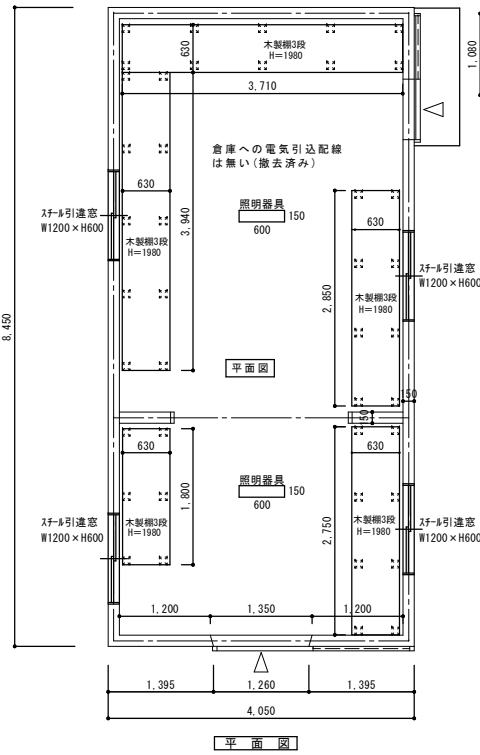 630
木製棚3段
H=1980
1,080
3,710
倉庫への電気引込配線
は無い(撤去済み)
630
照明器具
150
600
630
スチール引違窓
W1200×H600
3,940
木製棚3段
H=1980
2,850
スチール引違窓
W1200×H600
木製棚3段
H=1980
8,450
平面図
150
150
630
630
照明器具
150
600
1,800
2,750
スチール引違窓
W1200×H600
木製棚3段
H=1980
木製棚3段
H=1980
スチール引違窓
W1200×H600
1,200
1,350
1,200
1,395
1,260
1,395
4,050
平面図